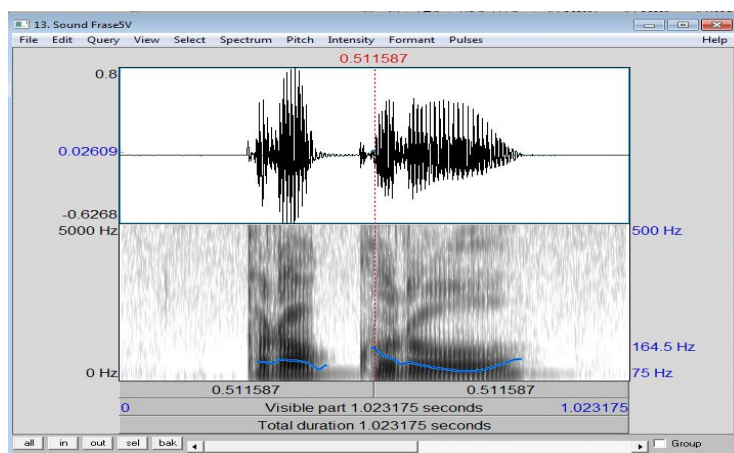 13. Sound Frase5V
File Edit Query View Select Spectrum Pitch Intensity Formant Pulses Help
0.511587
0.8
0.02609
-0.6268
5000 Hz 500 Hz
164.5 Hz
0 Hz 75 Hz
0.511587 0.511587
0 Visible part 1.023175 seconds 1.023175
Total duration 1.023175 seconds
all in out sel bak Group